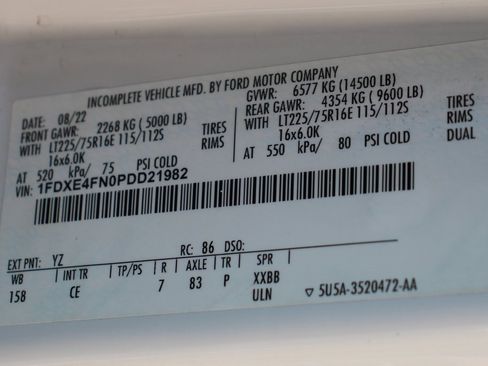 INCOMPLETE VEHICLE MFD. BY FORD MOTOR COMPANY
DATE: 08/22 GVWR: 6577 KG (14500 LB)
FRONT GAWR: 2268 KG (5000 LB) REAR GAWR: 4354 KG (9600 LB)
WITH LT225/75R16E 115/112S TIRES WITH LT225/75R16E 115/112S TIRES
16x6.0K RIMS 16x6.0K RIMS
AT 520 kPa/ 75 PSI COLD AT 550 kPa/ 80 PSI COLD DUAL
VIN: 1FDXE4FN0PDD21982
EXT PNT: YZ RC: 86 DSO:
WB INT TR TP/PS R AXLE TR SPR
158 CE 7 83 P XXBB
ULN ▽ 5U5A-3520472-AA